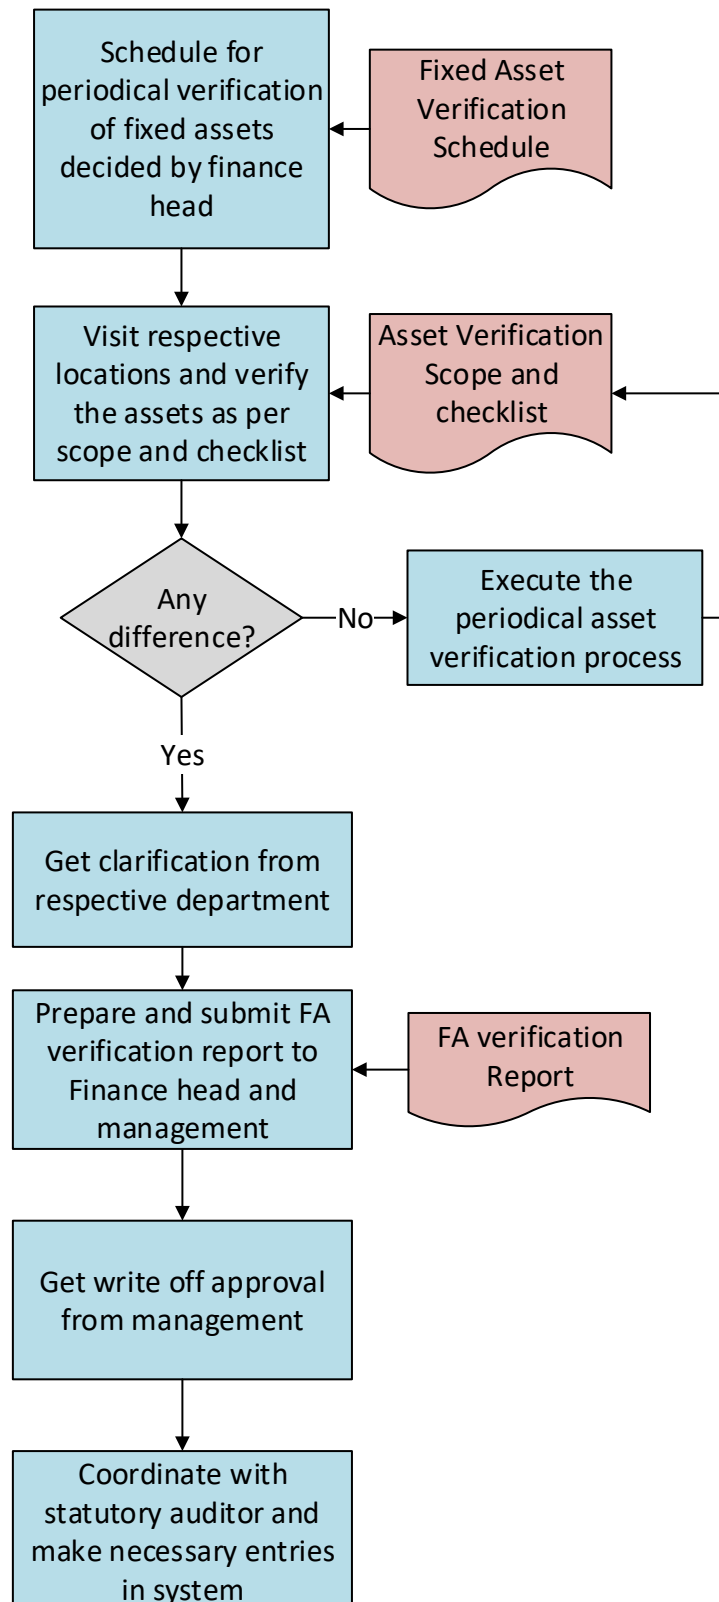 Schedule for
periodical verification
of fixed assets
decided by finance
head
Fixed Asset
Verification
Schedule
Visit respective
locations and verify
the assets as per
scope and checklist
Asset Verification
Scope and
checklist
Any
difference?
No
Execute the
periodical asset
verification process
Yes
Get clarification from
respective department
Prepare and submit FA
verification report to
Finance head and
management
FA verification
Report
Get write off approval
from management
Coordinate with
statutory auditor and
make necessary entries
in system